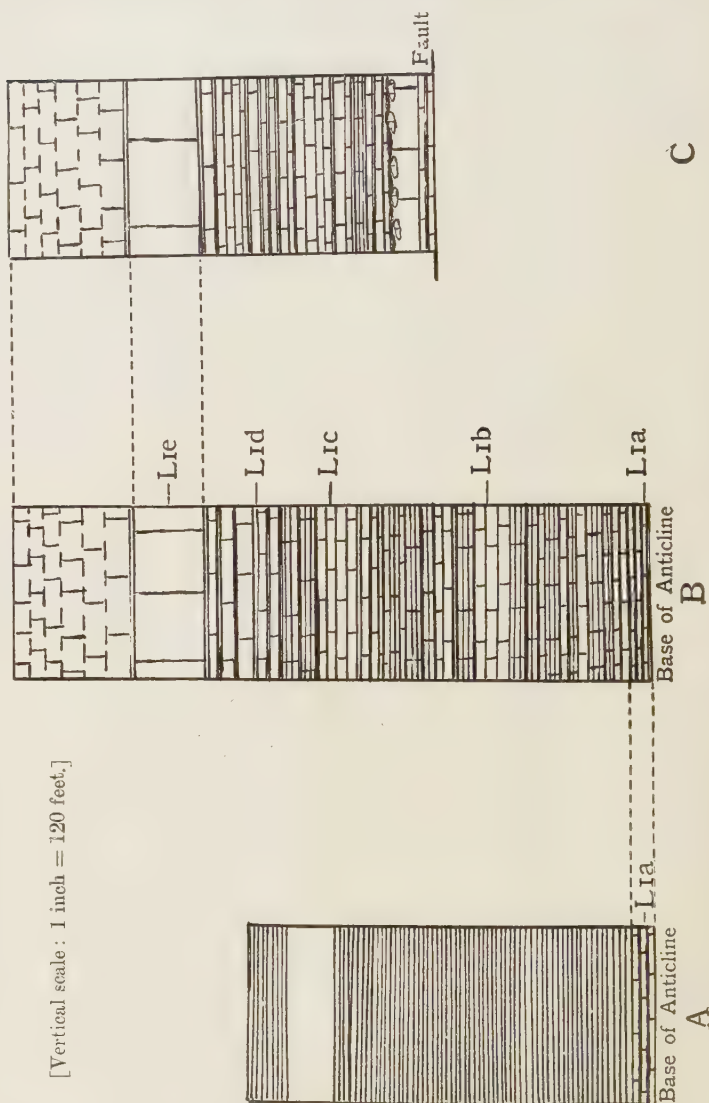 [Vertical scale: 1 inch = 120 feet.]
Fault
L1e
L1d
L1c
L1b
L1a
L1a
Base of Anticline
Base of Anticline
A
B
C